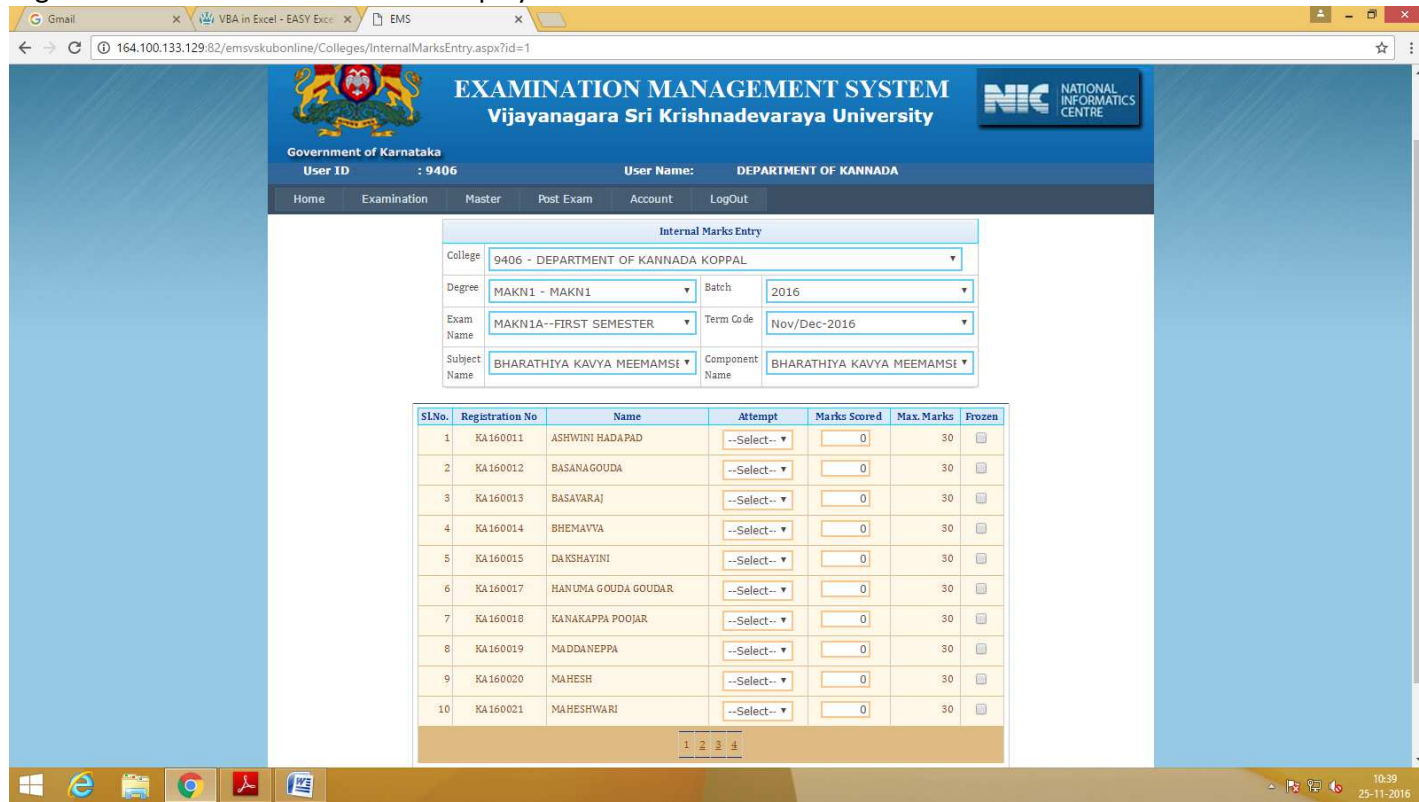 Gmail
VBA in Excel - EASY Exce
EMS
164.100.133.129:82/emsvskubonline/Colleges/InternalMarksEntry.aspx?id=1
EXAMINATION MANAGEMENT SYSTEM
Vijayanagara Sri Krishnadevaraya University
NIC NATIONAL INFORMATICS CENTRE
Government of Karnataka
User ID : 9406 User Name: DEPARTMENT OF KANNADA
Home Examination Master Post Exam Account LogOut
Internal Marks Entry
College 9406 - DEPARTMENT OF KANNADA KOPPAL
Degree MAKN1 - MAKN1 Batch 2016
Exam Name MAKN1A--FIRST SEMESTER Term Code Nov/Dec-2016
Subject Name BHARATHIYA KAVYA MEEMAMSE Component Name BHARATHIYA KAVYA MEEMAMSE
Sl.No. Registration No Name Attempt Marks Scored Max. Marks Frozen
1 KA160011 ASHWINI HADAPAD --Select-- 0 30
2 KA160012 BASANAGOUDA --Select-- 0 30
3 KA160013 BASAVARAJ --Select-- 0 30
4 KA160014 BHEMAVVA --Select-- 0 30
5 KA160015 DAKSHAYINI --Select-- 0 30
6 KA160017 HANUMA GOUDA GOUDAR --Select-- 0 30
7 KA160018 KANAKAPPA POOJAR --Select-- 0 30
8 KA160019 MADDANEPPA --Select-- 0 30
9 KA160020 MAHESH --Select-- 0 30
10 KA160021 MAHESHWARI --Select-- 0 30
1 2 3 4
10:39
25-11-2016